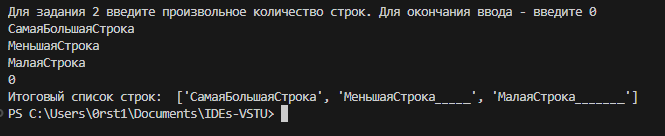 Для задания 2 введите произвольное количество строк. Для окончания ввода - введите 0
СамаяБольшаяСтрока
МеньшаяСтрока
МалаяСтрока
0
Итоговый список строк:  ['СамаяБольшаяСтрока', 'МеньшаяСтрока_____', 'МалаяСтрока_______']
PS C:\Users\0rst1\Documents\IDEs-VSTU>